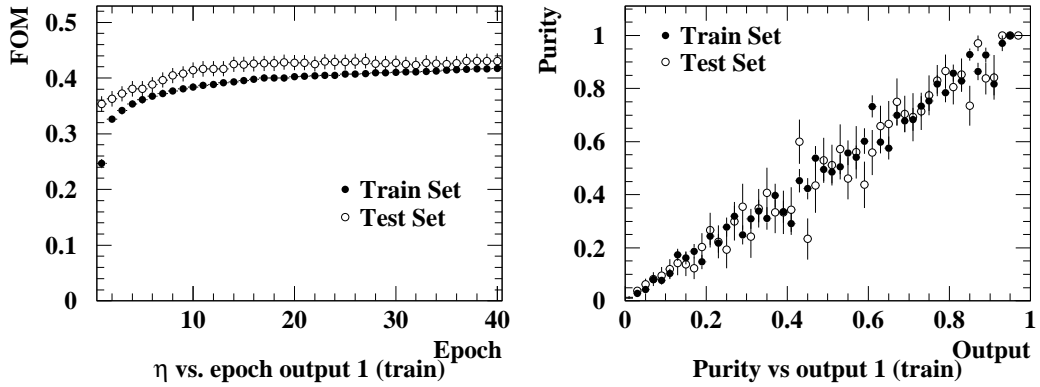 FOM
0.5
0.4
0.3
0.2
0.1
0
Train Set
Test Set
10
20
30
40
Epoch
η vs. epoch output 1 (train)
Purity
1
0.8
0.6
0.4
0.2
0
Train Set
Test Set
0
0.2
0.4
0.6
0.8
1
Output
Purity vs output 1 (train)